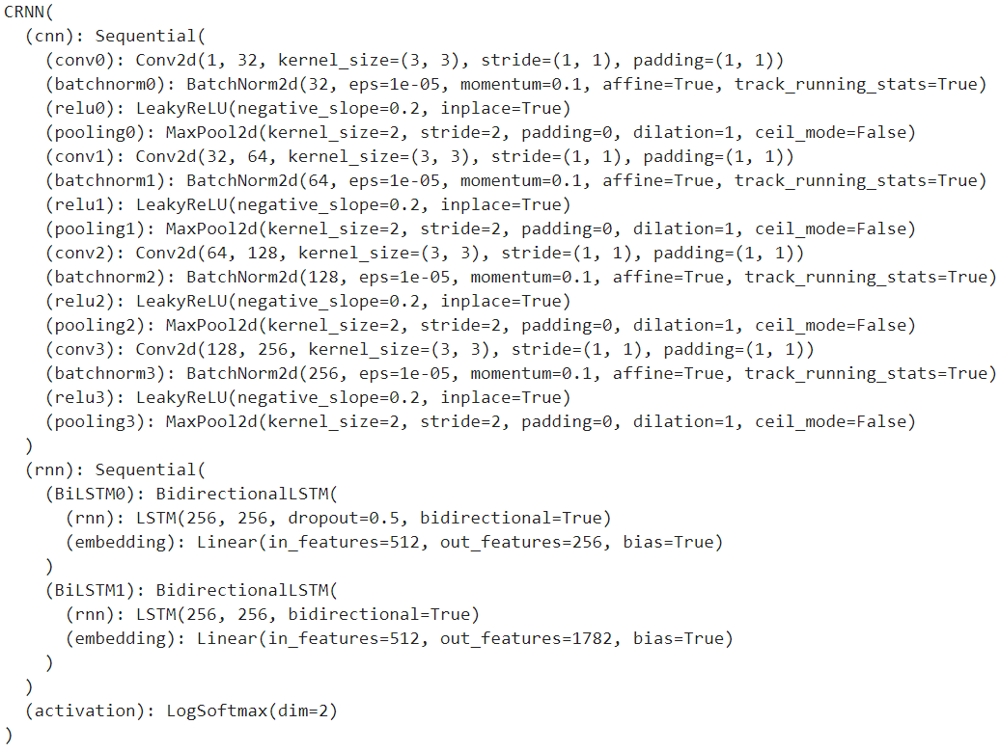 CRNN(
  (cnn): Sequential(
    (conv0): Conv2d(1, 32, kernel_size=(3, 3), stride=(1, 1), padding=(1, 1))
    (batchnorm0): BatchNorm2d(32, eps=1e-05, momentum=0.1, affine=True, track_running_stats=True)
    (relu0): LeakyReLU(negative_slope=0.2, inplace=True)
    (pooling0): MaxPool2d(kernel_size=2, stride=2, padding=0, dilation=1, ceil_mode=False)
    (conv1): Conv2d(32, 64, kernel_size=(3, 3), stride=(1, 1), padding=(1, 1))
    (batchnorm1): BatchNorm2d(64, eps=1e-05, momentum=0.1, affine=True, track_running_stats=True)
    (relu1): LeakyReLU(negative_slope=0.2, inplace=True)
    (pooling1): MaxPool2d(kernel_size=2, stride=2, padding=0, dilation=1, ceil_mode=False)
    (conv2): Conv2d(64, 128, kernel_size=(3, 3), stride=(1, 1), padding=(1, 1))
    (batchnorm2): BatchNorm2d(128, eps=1e-05, momentum=0.1, affine=True, track_running_stats=True)
    (relu2): LeakyReLU(negative_slope=0.2, inplace=True)
    (pooling2): MaxPool2d(kernel_size=2, stride=2, padding=0, dilation=1, ceil_mode=False)
    (conv3): Conv2d(128, 256, kernel_size=(3, 3), stride=(1, 1), padding=(1, 1))
    (batchnorm3): BatchNorm2d(256, eps=1e-05, momentum=0.1, affine=True, track_running_stats=True)
    (relu3): LeakyReLU(negative_slope=0.2, inplace=True)
    (pooling3): MaxPool2d(kernel_size=2, stride=2, padding=0, dilation=1, ceil_mode=False)
  )
  (rnn): Sequential(
    (BiLSTM0): BidirectionalLSTM(
      (rnn): LSTM(256, 256, dropout=0.5, bidirectional=True)
      (embedding): Linear(in_features=512, out_features=256, bias=True)
    )
    (BiLSTM1): BidirectionalLSTM(
      (rnn): LSTM(256, 256, bidirectional=True)
      (embedding): Linear(in_features=512, out_features=1782, bias=True)
    )
  )
  (activation): LogSoftmax(dim=2)
)